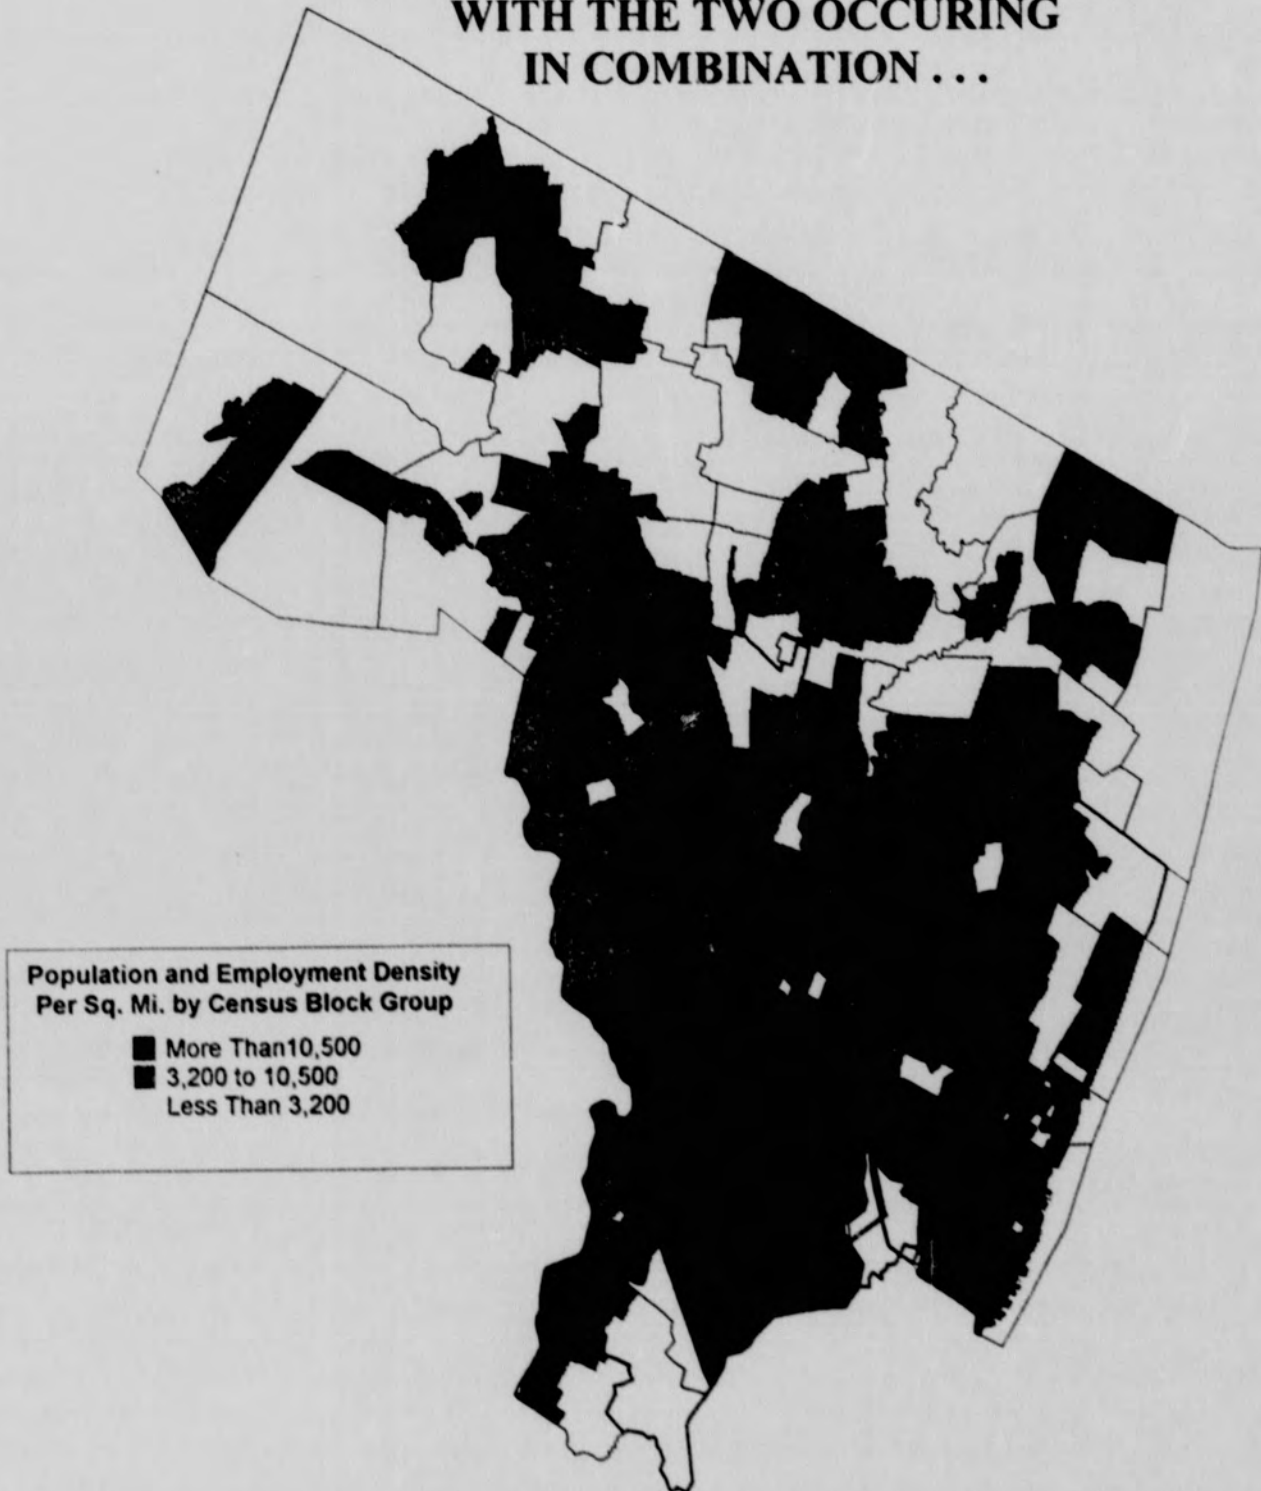 WITH THE TWO OCCURING
IN COMBINATION . . .
Population and Employment Density
Per Sq. Mi. by Census Block Group
More Than10,500
3,200 to 10,500
Less Than 3,200